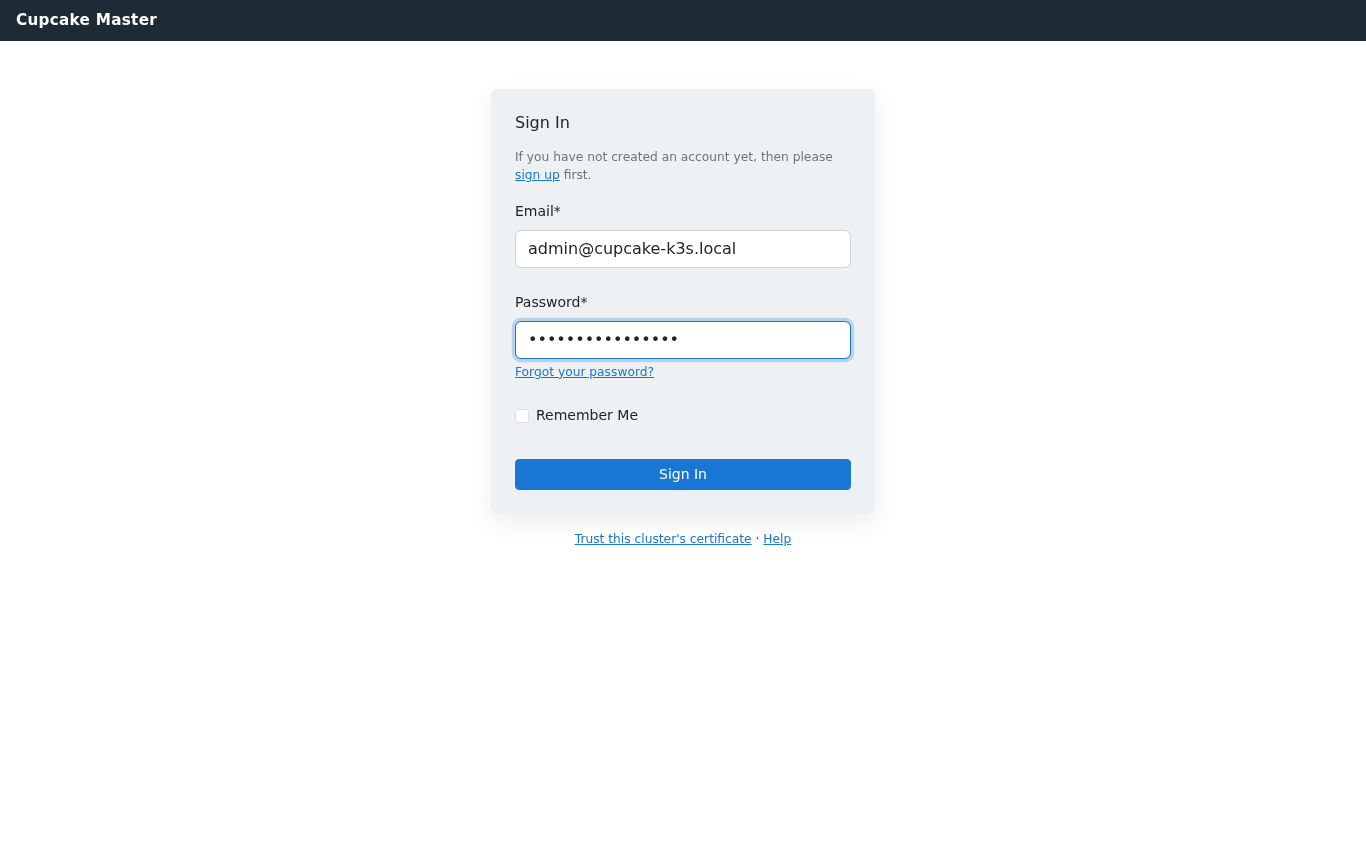 Cupcake Master
Sign In
If you have not created an account yet, then please
sign up first.
Email*
admin@cupcake-k3s.local
Password*
••••••••••••••••
Forgot your password?
Remember Me
Sign In
Trust this cluster's certificate · Help